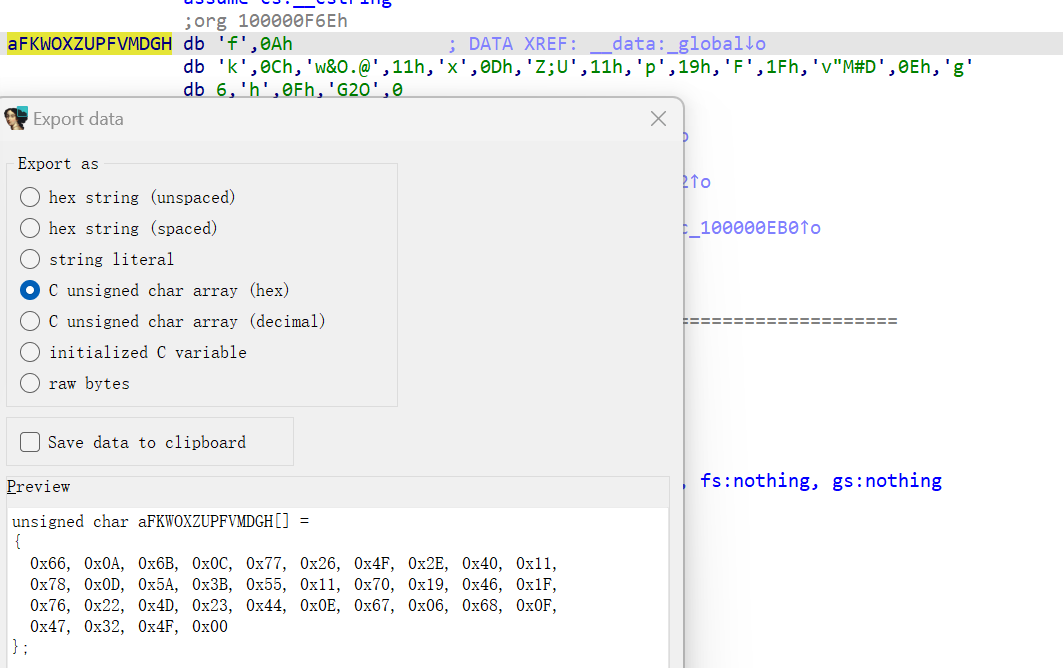 ;org 100000F6Eh
aFKWOXZUPFVMDGH db 'f',0Ah ; DATA XREF: __data:_global↓o
db 'k',0Ch,'w&O.@',11h,'x',0Dh,'Z;U',11h,'p',19h,'F',1Fh,'v"M#D',0Eh,'g'
db 6,'h',0Fh,'G2O',0
Export data
Export as
hex string (unspaced)
hex string (spaced)
2↑o
string literal
c_100000EB0↑o
C unsigned char array (hex)
C unsigned char array (decimal)
====================
initialized C variable
raw bytes
Save data to clipboard
Preview
, fs:nothing, gs:nothing
unsigned char aFKWOXZUPFVMDGH[] =
{
0x66, 0x0A, 0x6B, 0x0C, 0x77, 0x26, 0x4F, 0x2E, 0x40, 0x11,
0x78, 0x0D, 0x5A, 0x3B, 0x55, 0x11, 0x70, 0x19, 0x46, 0x1F,
0x76, 0x22, 0x4D, 0x23, 0x44, 0x0E, 0x67, 0x06, 0x68, 0x0F,
0x47, 0x32, 0x4F, 0x00
};